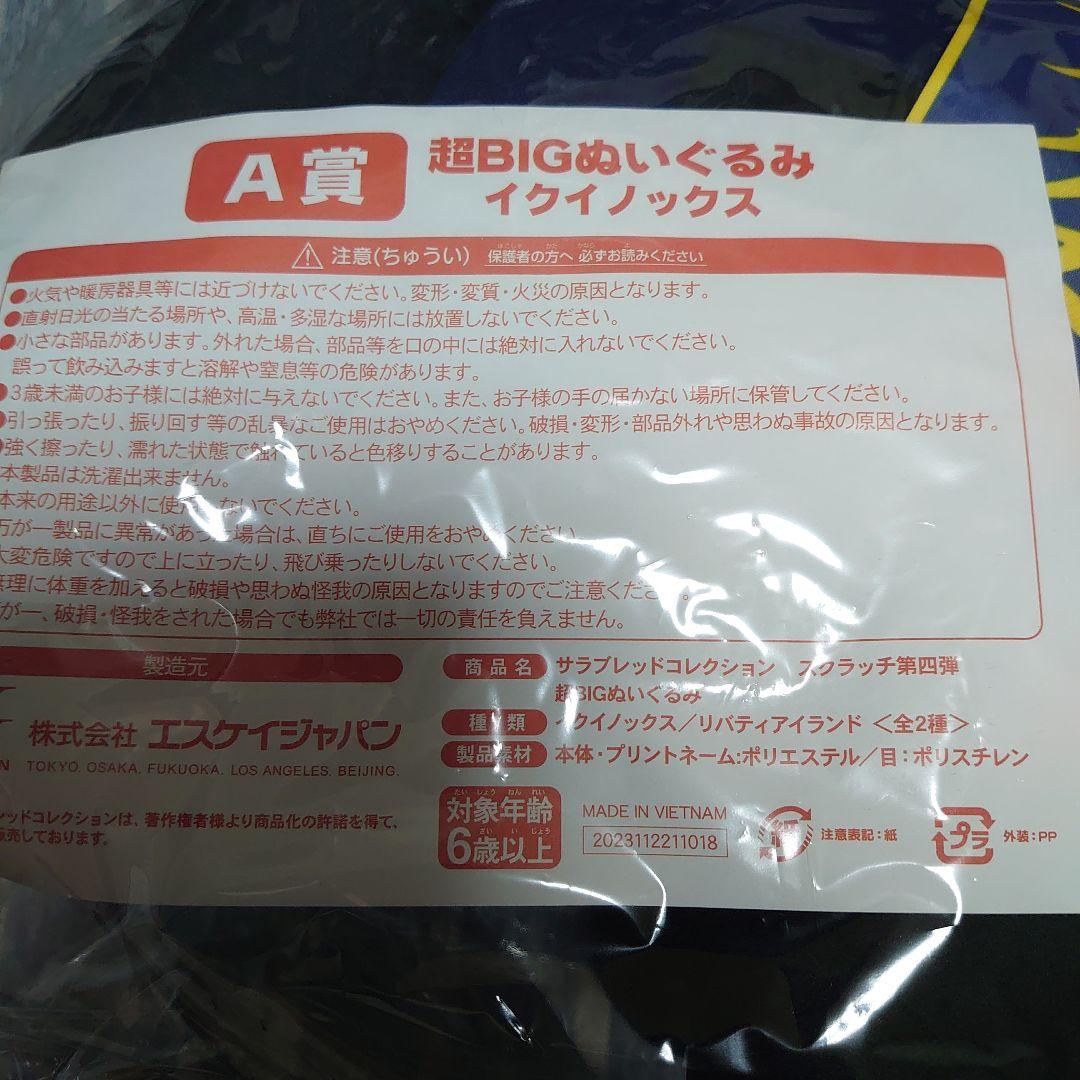 A賞
超BIGぬいぐるみ
イクイノックス
注意(ちゅうい) 保護者の方へ 必ずお読みください
●火気や暖房器具等には近づけないでください。変形・変質・火災の原因となります。
●直射日光の当たる場所や、高温・多湿な場所には放置しないでください。
●小さな部品があります。外れた場合、部品等を口の中には絶対に入れないでください。
誤って飲み込みますと溶解や窒息等の危険があります。
●3歳未満のお子様には絶対に与えないでください。また、お子様の手の届かない場所に保管してください。
●引っ張ったり、振り回す等の乱暴なご使用はおやめください。破損・変形・部品外れや思わぬ事故の原因となります。
●強く擦ったり、濡れた状態で触れていると色移りすることがあります。
本製品は洗濯出来ません。
本来の用途以外に使用しないでください。
万が一製品に異常があった場合は、直ちにご使用をおやめください。
大変危険ですので上に立ったり、飛び乗ったりしないでください。
無理に体重を加えると破損や思わぬ怪我の原因となりますのでご注意ください。
が一、破損・怪我をされた場合でも弊社では一切の責任を負えません。
製造元
株式会社 エスケイジャパン
TOKYO. OSAKA. FUKUOKA. LOS ANGELES. BEIJING.
レッドコレクションは、著作権者様より商品化の許諾を得て、
販売しております。
商品名 サラブレッドコレクション スクラッチ第四弾
超BIGぬいぐるみ
種類 イクイノックス/リバティアイランド <全2種>
製品素材 本体・プリントネーム:ポリエステル/目:ポリスチレン
対象年齢
6歳以上
MADE IN VIETNAM
2023112211018
紙 注意表記:紙
プラ 外装:PP